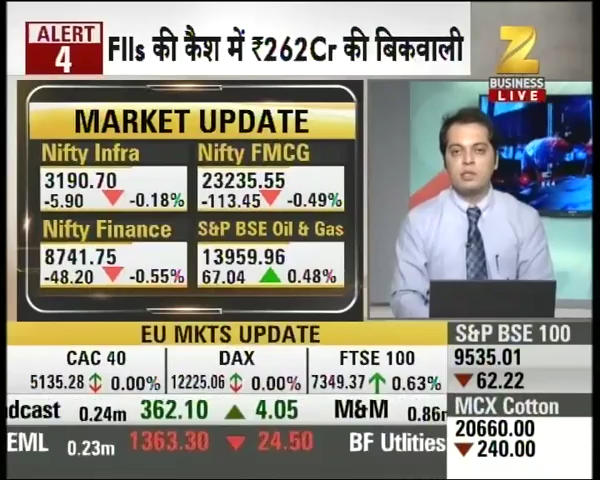 ALERT
4
FIIs की कैश में ₹262Cr की बिकवाली
Z
BUSINESS
LIVE
MARKET UPDATE
Nifty Infra
3190.70
-5.90 -0.18%
Nifty FMCG
23235.55
-113.45 -0.49%
Nifty Finance
8741.75
-48.20 -0.55%
S&P BSE Oil & Gas
13959.96
67.04 0.48%
EU MKTS UPDATE
CAC 40
5135.28 0.00%
DAX
12225.06 0.00%
FTSE 100
7349.37 0.63%
S&P BSE 100
9535.01
62.22
MCX Cotton
20660.00
240.00
dcast 0.24m 362.10 4.05 M&M 0.86m
EML 0.23m 1363.30 24.50 BF Utlities